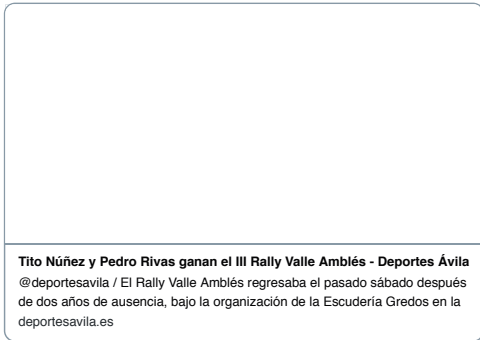 Tito Núñez y Pedro Rivas ganan el III Rally Valle Amblés - Deportes Ávila
@deportesavila / El Rally Valle Amblés regresaba el pasado sábado después
de dos años de ausencia, bajo la organización de la Escudería Gredos en la
deportesavila.es